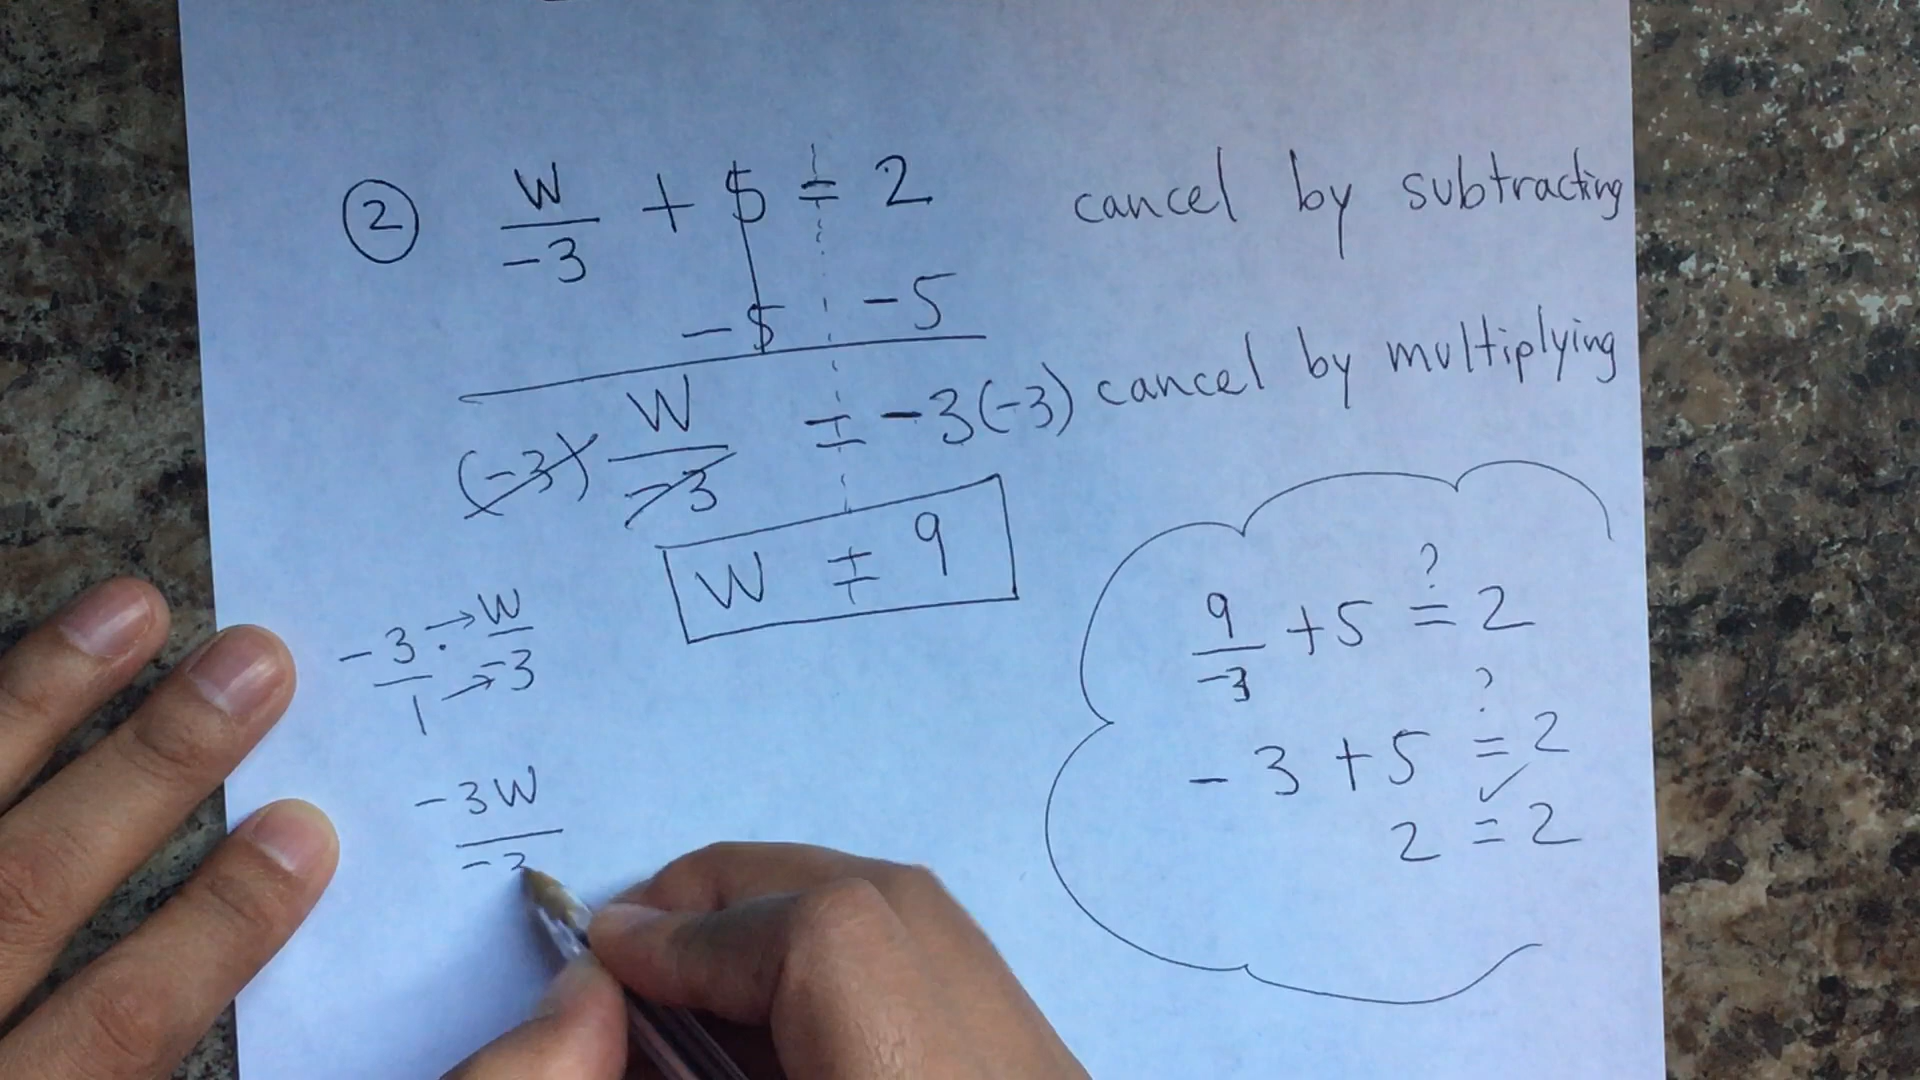 ② W/-3 + 5 = 2 cancel by subtracting
-5 -5
(-3) W/-3 = -3(-3) cancel by multiplying
W = 9
-3/1 · W/-3
-3W/-3
9/-3 + 5 ?= 2
-3 + 5 ?= 2
2 =✓ 2